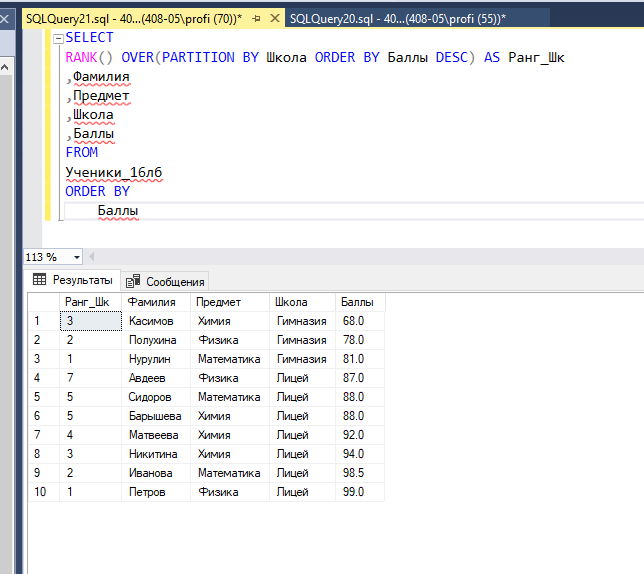 SQLQuery21.sql - 40...(408-05\profi (70))* SQLQuery20.sql - 40...(408-05\profi (55))*
SELECT
RANK() OVER(PARTITION BY Школа ORDER BY Баллы DESC) AS Ранг_Шк
,Фамилия
,Предмет
,Школа
,Баллы
FROM
Ученики_16лб
ORDER BY
Баллы
113 %
Результаты Сообщения
Ранг_Шк Фамилия Предмет Школа Баллы
1 3 Касимов Химия Гимназия 68.0
2 2 Полухина Физика Гимназия 78.0
3 1 Нурулин Математика Гимназия 81.0
4 7 Авдеев Физика Лицей 87.0
5 5 Сидоров Математика Лицей 88.0
6 5 Барышева Химия Лицей 88.0
7 4 Матвеева Химия Лицей 92.0
8 3 Никитина Химия Лицей 94.0
9 2 Иванова Математика Лицей 98.5
10 1 Петров Физика Лицей 99.0